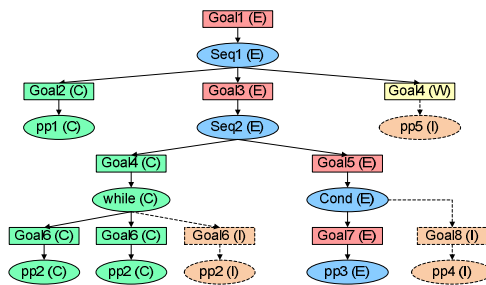 Goal1 (E)
Seq1 (E)
Goal2 (C) Goal3 (E) Goal4 (W)
pp1 (C) Seq2 (E) pp5 (I)
Goal4 (C) Goal5 (E)
while (C) Cond (E)
Goal6 (C) Goal6 (C) Goal6 (I) Goal7 (E) Goal8 (I)
pp2 (C) pp2 (C) pp2 (I) pp3 (E) pp4 (I)